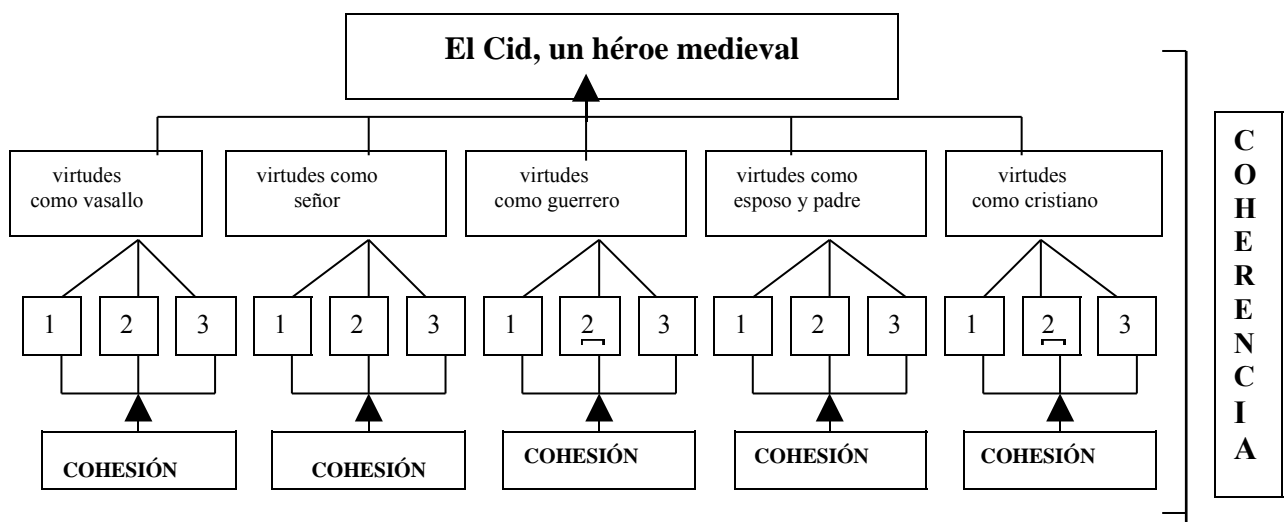 El Cid, un héroe medieval
virtudes
como vasallo
virtudes como
señor
virtudes
como guerrero
virtudes como
esposo y padre
virtudes
como cristiano
1 2 3 1 2 3 1 2 3 1 2 3 1 2 3
COHESIÓN COHESIÓN COHESIÓN COHESIÓN COHESIÓN
C
O
H
E
R
E
N
C
I
A